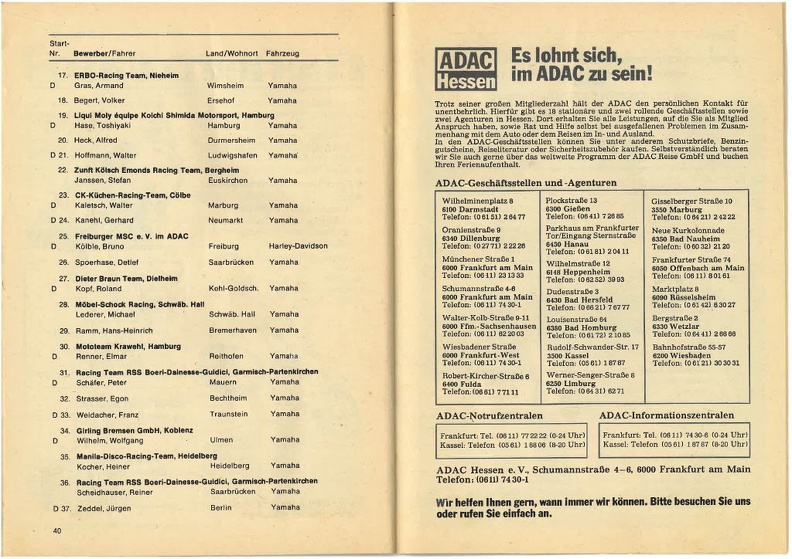 Start-
Nr. Bewerber/Fahrer Land/Wohnort Fahrzeug
17. ERBO-Racing Team, Nieheim
D Gras, Armand Wimsheim Yamaha
18. Begert, Volker Ersehof Yamaha
19. Liqui Moly équipe Koichi Shimida Motorsport, Hamburg
D Hase, Toshiyaki Hamburg Yamaha
20. Heck, Alfred Durmersheim Yamaha
D 21. Hoffmann, Walter Ludwigshafen Yamaha
22. Zunft Kölsch Emonds Racing Team, Bergheim
Janssen, Stefan Euskirchen Yamaha
23. CK-Küchen-Racing-Team, Cölbe
D Kaletsch, Walter Marburg Yamaha
D 24. Kanehl, Gerhard Neumarkt Yamaha
25. Freiburger MSC e. V. im ADAC
D Kölble, Bruno Freiburg Harley-Davidson
26. Spoerhase, Detlef Saarbrücken Yamaha
27. Dieter Braun Team, Dielheim
D Kopf, Roland Kehl-Goldsch. Yamaha
28. Möbel-Schock Racing, Schwäb. Hall
Lederer, Michael Schwäb. Hall Yamaha
29. Ramm, Hans-Heinrich Bremerhaven Yamaha
30. Mototeam Krawehl, Hamburg
D Renner, Elmar Reithofen Yamaha
31. Racing Team RSS Boeri-Dainesse-Guidici, Garmisch-Partenkirchen
D Schäfer, Peter Mauern Yamaha
32. Strasser, Egon Bechtheim Yamaha
D 33. Weidacher, Franz Traunstein Yamaha
34. Girling Bremsen GmbH, Koblenz
D Wilhelm, Wolfgang Ulmen Yamaha
35. Manila-Disco-Racing-Team, Heidelberg
Kocher, Heiner Heidelberg Yamaha
36. Racing Team RSS Boeri-Dainesse-Guldici, Garmisch-Partenkirchen
Scheidhauser, Reiner Saarbrücken Yamaha
D 37. Zeddel, Jürgen Berlin Yamaha
40
ADAC
Hessen
Es lohnt sich,
im ADAC zu sein!
Trotz seiner großen Mitgliederzahl hält der ADAC den persönlichen Kontakt für
unentbehrlich. Hierfür gibt es 18 stationäre und zwei rollende Geschäftsstellen sowie
zwei Agenturen in Hessen. Dort erhalten Sie alle Leistungen, auf die Sie als Mitglied
Anspruch haben, sowie Rat und Hilfe selbst bei ausgefallenen Problemen im Zusam-
menhang mit dem Auto oder dem Reisen im In- und Ausland.
In den ADAC-Geschäftsstellen können Sie unter anderem Schutzbriefe, Benzin-
gutscheine, Reiseliteratur oder Sicherheitszubehör kaufen. Selbstverständlich beraten
wir Sie auch gerne über das weltweite Programm der ADAC Reise GmbH und buchen
Ihren Ferienaufenthalt.
ADAC-Geschäftsstellen und -Agenturen
Wilhelminenplatz 8
6100 Darmstadt
Telefon: (0 61 51) 2 64 77
Oranienstraße 9
6340 Dillenburg
Telefon: (0 27 71) 2 22 26
Münchener Straße 1
6000 Frankfurt am Main
Telefon: (06 11) 23 13 33
Schumannstraße 4-6
6000 Frankfurt am Main
Telefon: (06 11) 74 30-1
Walter-Kolb-Straße 9-11
6000 Ffm.-Sachsenhausen
Telefon: (06 11) 62 20 03
Wiesbadener Straße
6000 Frankfurt-West
Telefon: (06 11) 74 30-1
Robert-Kircher-Straße 6
6400 Fulda
Telefon: (06 61) 7 71 11
Plockstraße 13
6300 Gießen
Telefon: (06 41) 7 26 85
Parkhaus am Frankfurter
Tor/Eingang Sternstraße
6450 Hanau
Telefon: (0 61 81) 2 04 11
Wilhelmstraße 12
6148 Heppenheim
Telefon: (0 62 52) 39 93
Dudenstraße 3
6430 Bad Hersfeld
Telefon: (0 66 21) 7 67 77
Louisenstraße 64
6380 Bad Homburg
Telefon: (0 61 72) 2 10 85
Rudolf-Schwander-Str. 17
3500 Kassel
Telefon: (05 61) 1 87 87
Werner-Senger-Straße 8
6250 Limburg
Telefon: (0 64 31) 62 71
Gisselberger Straße 10
3550 Marburg
Telefon: (0 64 21) 2 42 22
Neue Kurkolonnade
6350 Bad Nauheim
Telefon: (0 60 32) 21 20
Frankfurter Straße 74
6050 Offenbach am Main
Telefon: (06 11) 8 01 61
Marktplatz 8
6090 Rüsselsheim
Telefon: (0 61 42) 6 30 27
Bergstraße 2
6330 Wetzlar
Telefon: (0 64 41) 2 66 66
Bahnhofstraße 55-57
6200 Wiesbaden
Telefon: (0 61 21) 30 30 31
ADAC-Notrufzentralen
Frankfurt: Tel. (06 11) 77 22 22 (0-24 Uhr)
Kassel: Telefon (05 61) 1 88 06 (8-20 Uhr)
ADAC-Informationszentralen
Frankfurt: Tel. (06 11) 74 30-6 (0-24 Uhr)
Kassel: Telefon (05 61) 1 87 87 (8-20 Uhr)
ADAC Hessen e. V., Schumannstraße 4–6, 6000 Frankfurt am Main
Telefon: (06 11) 74 30-1
Wir helfen Ihnen gern, wann immer wir können. Bitte besuchen Sie uns
oder rufen Sie einfach an.